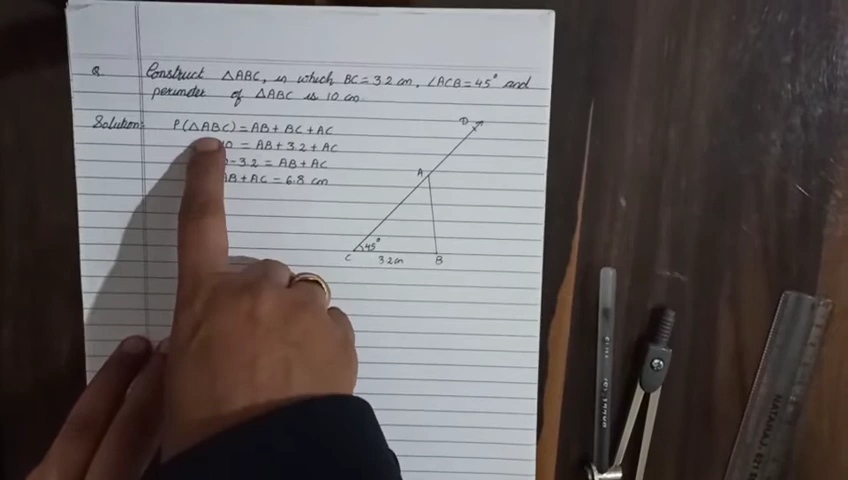 Q. Construct △ABC, in which BC = 3.2 cm, ∠ACB = 45° and
perimeter of △ABC is 10 cm.
Solution: P(△ABC) = AB + BC + AC
= AB + 3.2 + AC
- 3.2 = AB + AC
AB + AC = 6.8 cm
D
A
45°
C
3.2 cm
B
NATARAJ